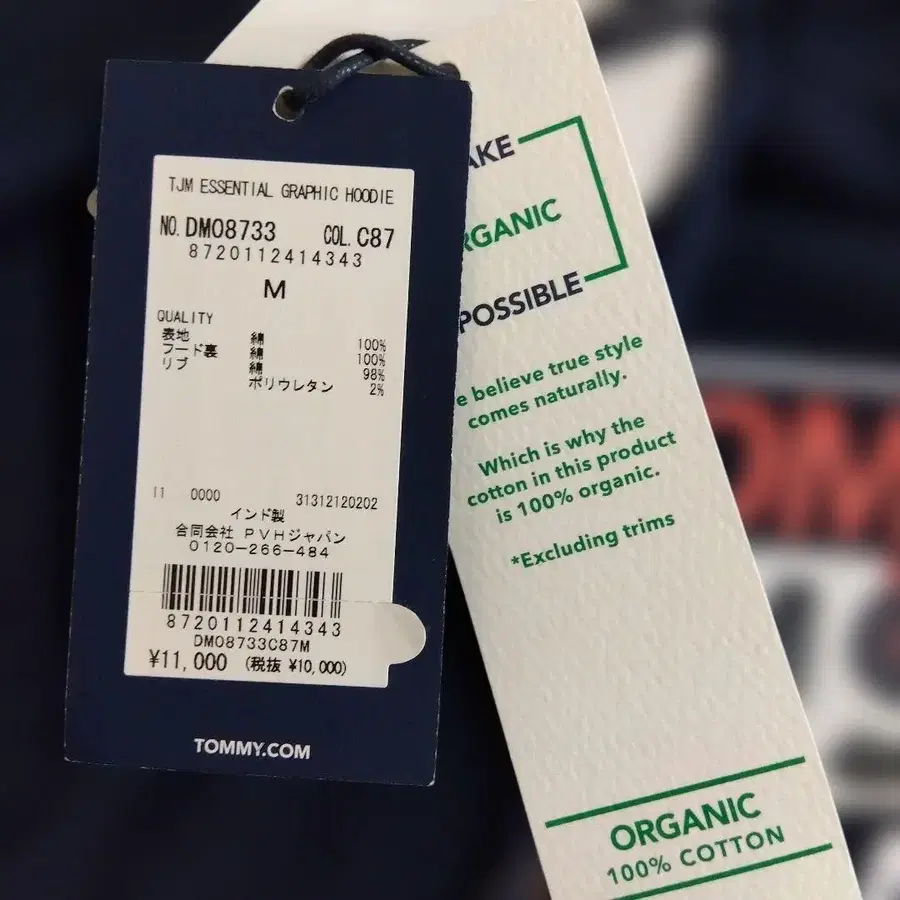 TJM ESSENTIAL GRAPHIC HOODIE
NO. DM08733 COL. C87
8720112414343
M
QUALITY
表地 綿 100%
フード裏 綿 100%
リブ 綿 98%
ポリウレタン 2%
11 0000 31312120202
インド製
合同会社 PVHジャパン
0120-266-484
8720112414343
DM08733C87M
¥11,000 (税抜 ¥10,000)
TOMMY.COM
AKE
RGANIC
POSSIBLE
e believe true style
comes naturally.
Which is why the
cotton in this product
is 100% organic.
*Excluding trims
ORGANIC
100% COTTON